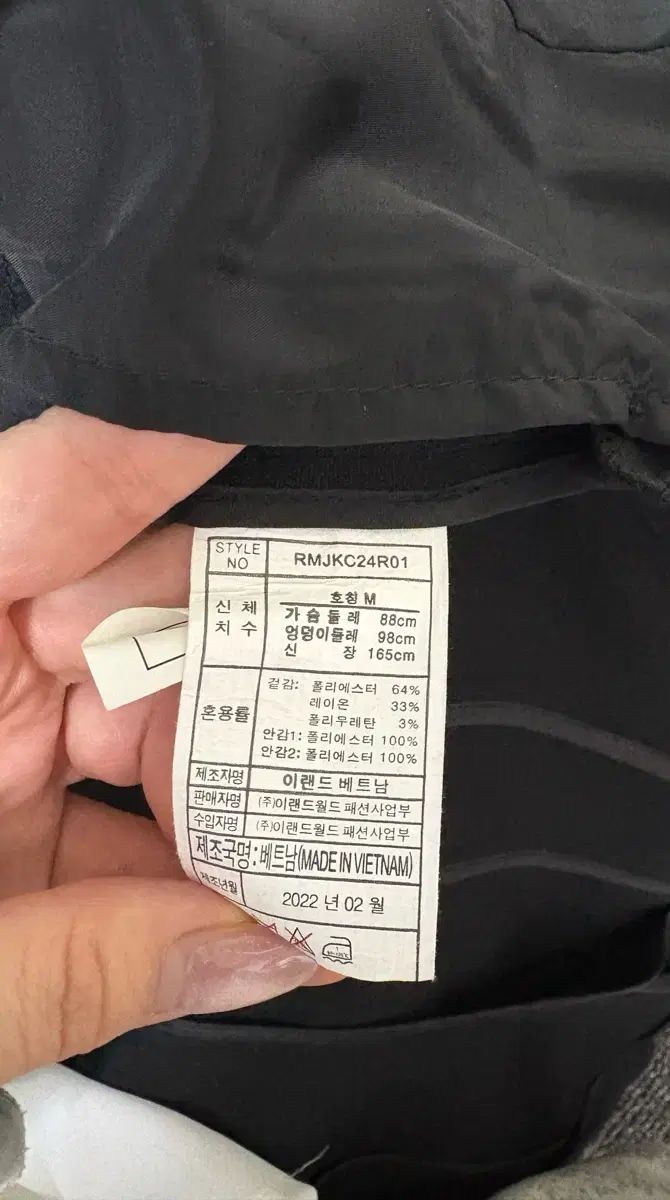 STYLE NO RMJKC24R01
신체 치수
호칭 M
가슴둘레 88cm
엉덩이둘레 98cm
신 장 165cm
혼용률
겉감: 폴리에스터 64%
레이온 33%
폴리우레탄 3%
안감1: 폴리에스터 100%
안감2: 폴리에스터 100%
제조자명 이랜드 베트남
판매자명 (주)이랜드월드 패션사업부
수입자명 (주)이랜드월드 패션사업부
제조국명:베트남(MADE IN VIETNAM)
제조년월 2022 년 02 월